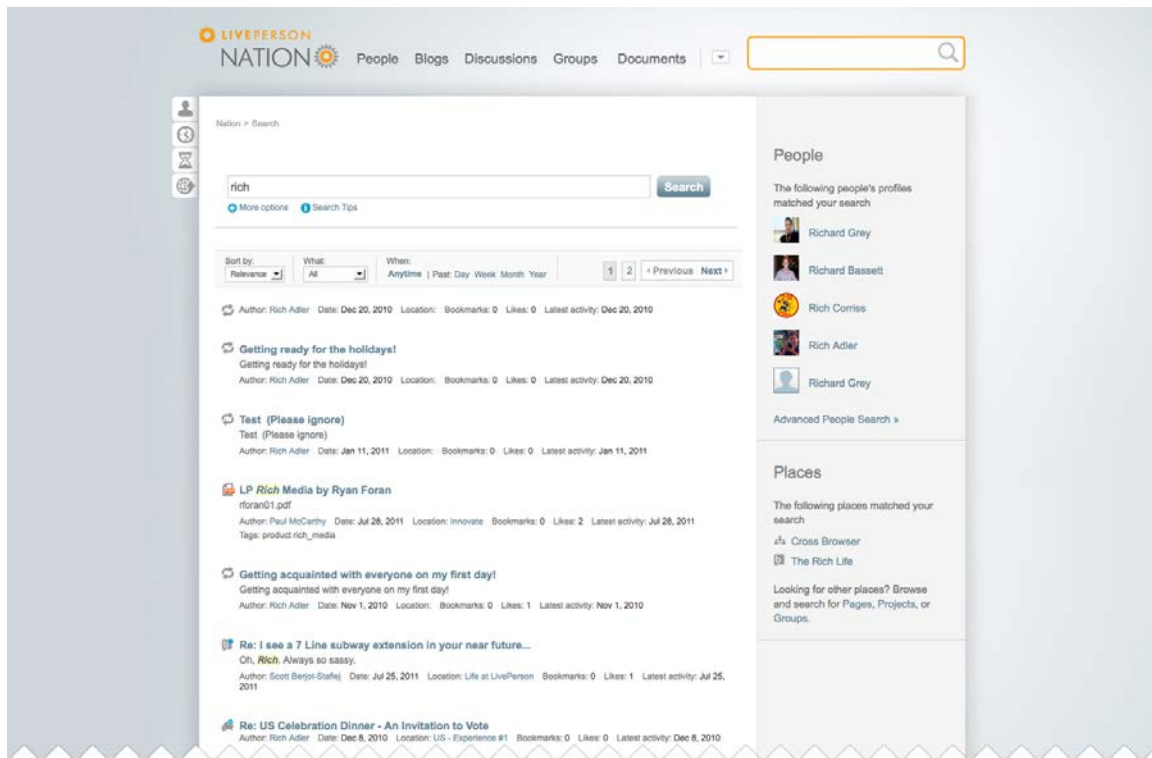 LIVEPERSON
NATION
People Blogs Discussions Groups Documents
Nation > Search
rich
Search
More options Search Tips
Sort by: What: When:
Relevance All Anytime | Past: Day Week Month Year 1 2 ‹ Previous Next ›
Author: Rich Adler Date: Dec 20, 2010 Location: Bookmarks: 0 Likes: 0 Latest activity: Dec 20, 2010
Getting ready for the holidays!
Getting ready for the holidays!
Author: Rich Adler Date: Dec 20, 2010 Location: Bookmarks: 0 Likes: 0 Latest activity: Dec 20, 2010
Test (Please ignore)
Test (Please ignore)
Author: Rich Adler Date: Jan 11, 2011 Location: Bookmarks: 0 Likes: 0 Latest activity: Jan 11, 2011
LP Rich Media by Ryan Foran
rforan01.pdf
Author: Paul McCarthy Date: Jul 28, 2011 Location: Innovate Bookmarks: 0 Likes: 2 Latest activity: Jul 28, 2011
Tags: product rich_media
Getting acquainted with everyone on my first day!
Getting acquainted with everyone on my first day!
Author: Rich Adler Date: Nov 1, 2010 Location: Bookmarks: 0 Likes: 1 Latest activity: Nov 1, 2010
Re: I see a 7 Line subway extension in your near future...
Oh, Rich. Always so sassy.
Author: Scott Berjot-Stafiej Date: Jul 25, 2011 Location: Life at LivePerson Bookmarks: 0 Likes: 1 Latest activity: Jul 25,
2011
Re: US Celebration Dinner - An Invitation to Vote
Author: Rich Adler Date: Dec 8, 2010 Location: US - Experience #1 Bookmarks: 0 Likes: 0 Latest activity: Dec 8, 2010
People
The following people's profiles
matched your search
Richard Grey
Richard Bassett
Rich Corriss
Rich Adler
Richard Grey
Advanced People Search »
Places
The following places matched your
search
Cross Browser
The Rich Life
Looking for other places? Browse
and search for Pages, Projects, or
Groups.